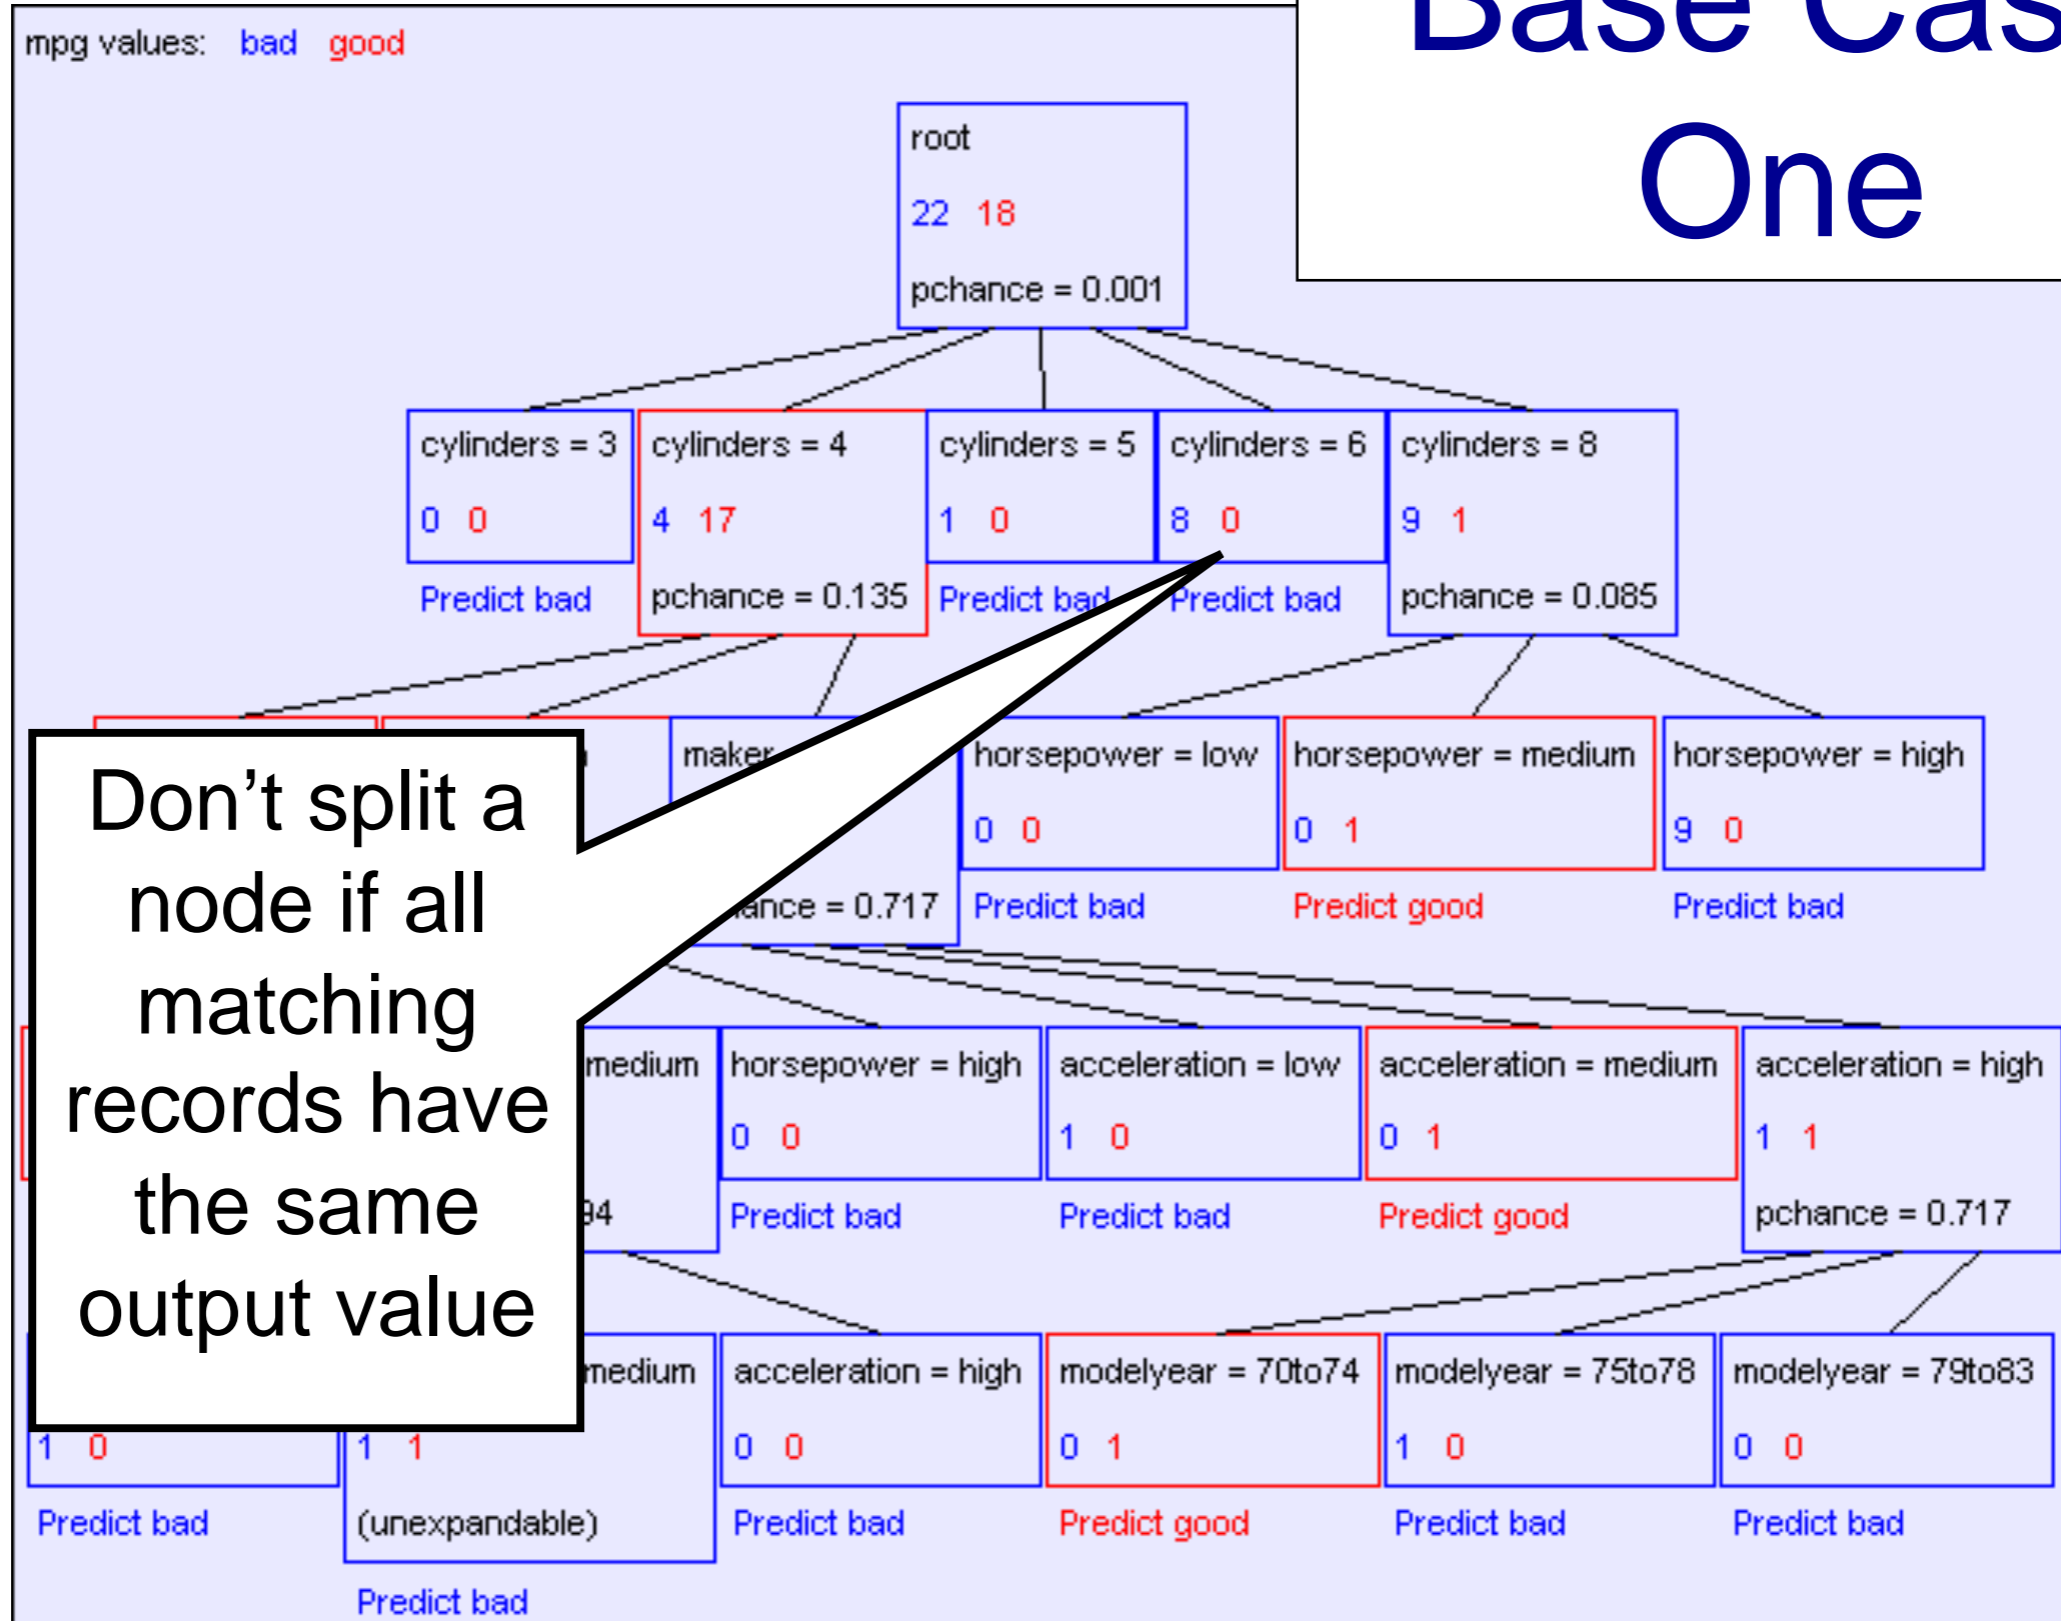 mpg values: bad good
Base Cas
One
root
22 18
pchance = 0.001
cylinders = 3
0 0
Predict bad
cylinders = 4
4 17
pchance = 0.135
cylinders = 5
1 0
Predict bad
cylinders = 6
8 0
Predict bad
cylinders = 8
9 1
pchance = 0.085
maker
pchance = 0.717
horsepower = low
0 0
Predict bad
horsepower = medium
0 1
Predict good
horsepower = high
9 0
Predict bad
Don’t split a
node if all
matching
records have
the same
output value
medium
94
horsepower = high
0 0
Predict bad
acceleration = low
1 0
Predict bad
acceleration = medium
0 1
Predict good
acceleration = high
1 1
pchance = 0.717
1 0
Predict bad
medium
1 1
(unexpandable)
Predict bad
acceleration = high
0 0
Predict bad
modelyear = 70to74
0 1
Predict good
modelyear = 75to78
1 0
Predict bad
modelyear = 79to83
0 0
Predict bad